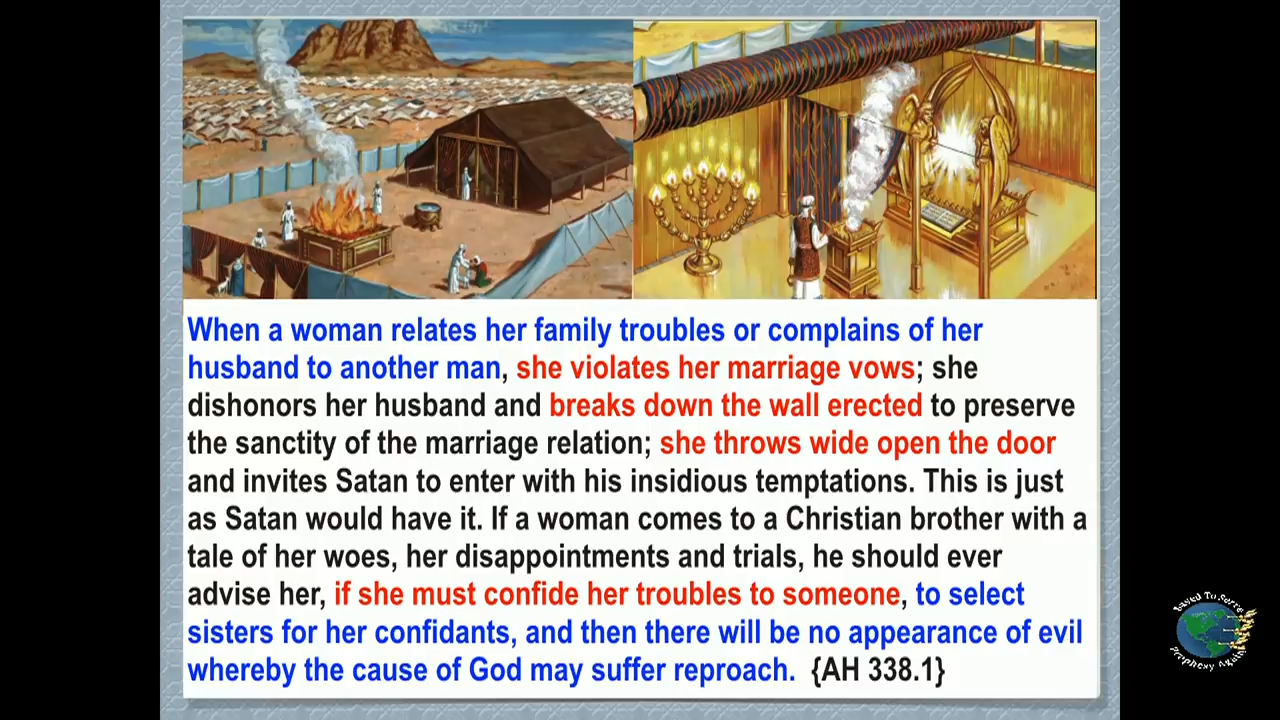 When a woman relates her family troubles or complains of her
husband to another man, she violates her marriage vows; she
dishonors her husband and breaks down the wall erected to preserve
the sanctity of the marriage relation; she throws wide open the door
and invites Satan to enter with his insidious temptations. This is just
as Satan would have it. If a woman comes to a Christian brother with a
tale of her woes, her disappointments and trials, he should ever
advise her, if she must confide her troubles to someone, to select
sisters for her confidants, and then there will be no appearance of evil
whereby the cause of God may suffer reproach. {AH 338.1}
To Serve
Prophecy Again